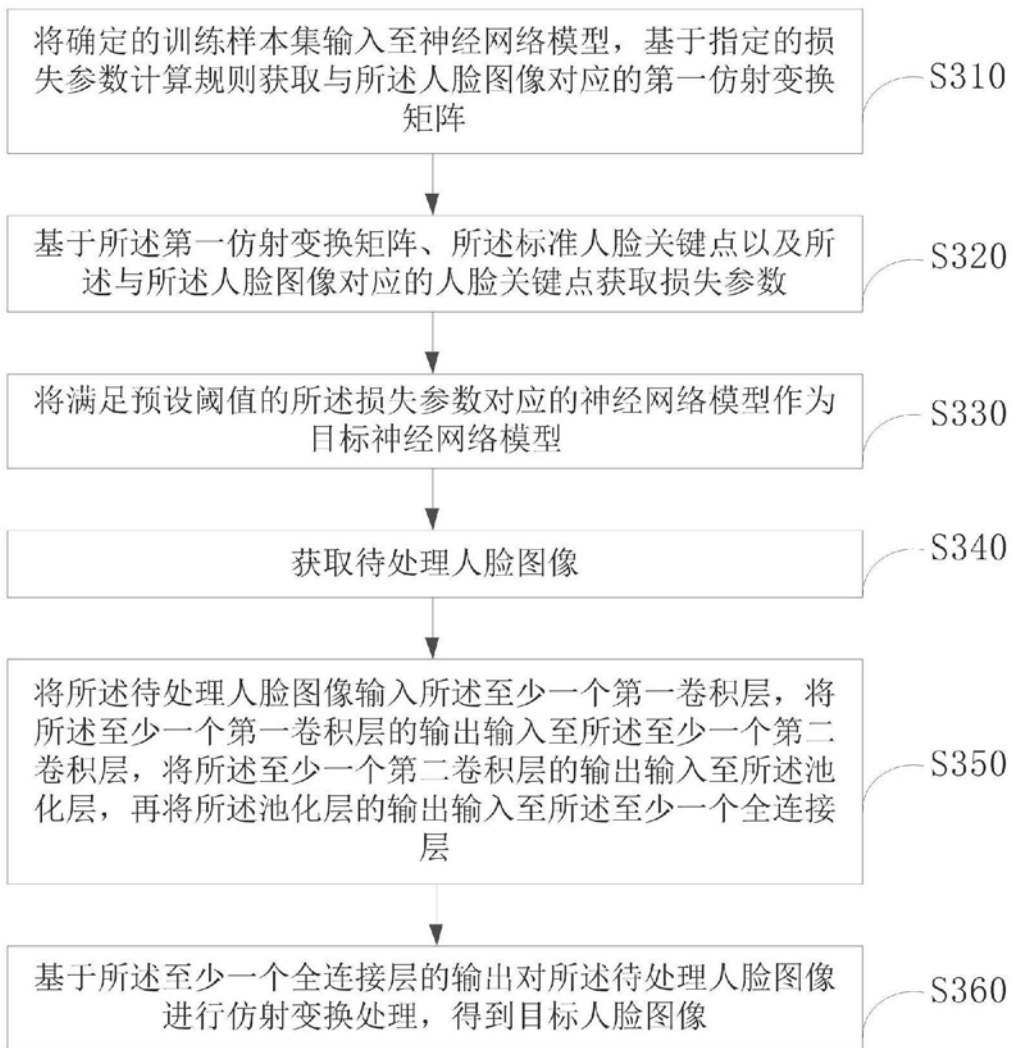 将确定的训练样本集输入至神经网络模型，基于指定的损
失参数计算规则获取与所述人脸图像对应的第一仿射变换
矩阵
S310
基于所述第一仿射变换矩阵、所述标准人脸关键点以及所
述与所述人脸图像对应的人脸关键点获取损失参数
S320
将满足预设阈值的所述损失参数对应的神经网络模型作为
目标神经网络模型
S330
获取待处理人脸图像
S340
将所述待处理人脸图像输入所述至少一个第一卷积层，将
所述至少一个第一卷积层的输出输入至所述至少一个第二
卷积层，将所述至少一个第二卷积层的输出输入至所述池
化层，再将所述池化层的输出输入至所述至少一个全连接
层
S350
基于所述至少一个全连接层的输出对所述待处理人脸图像
进行仿射变换处理，得到目标人脸图像
S360